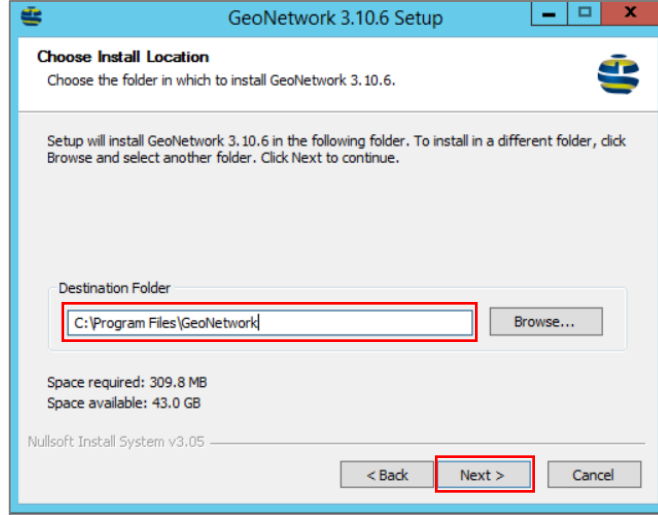 GeoNetwork 3.10.6 Setup
Choose Install Location
Choose the folder in which to install GeoNetwork 3.10.6.
Setup will install GeoNetwork 3.10.6 in the following folder. To install in a different folder, click
Browse and select another folder. Click Next to continue.
Destination Folder
C:\Program Files\GeoNetwork
Browse...
Space required: 309.8 MB
Space available: 43.0 GB
Nullsoft Install System v3.05
< Back
Next >
Cancel